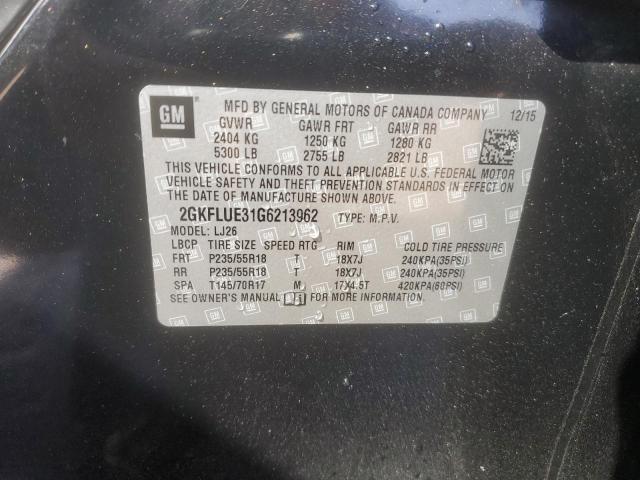 GM
MFD BY GENERAL MOTORS OF CANADA COMPANY 12/15
GVWR GAWR FRT GAWR RR
2404 KG 1250 KG 1280 KG
5300 LB 2755 LB 2821 LB
THIS VEHICLE CONFORMS TO ALL APPLICABLE U.S. FEDERAL MOTOR
VEHICLE SAFETY AND THEFT PREVENTION STANDARDS IN EFFECT ON
THE DATE OF MANUFACTURE SHOWN ABOVE.
2GKFLUE31G6213962 TYPE: M.P.V.
MODEL: LJ26
LBCP TIRE SIZE SPEED RTG RIM COLD TIRE PRESSURE
FRT P235/55R18 T 18X7J 240KPA(35PSI)
RR P235/55R18 T 18X7J 240KPA(35PSI)
SPA T145/70R17 M 17X4.5T 420KPA(60PSI)
SEE OWNER'S MANUAL FOR MORE INFORMATION.